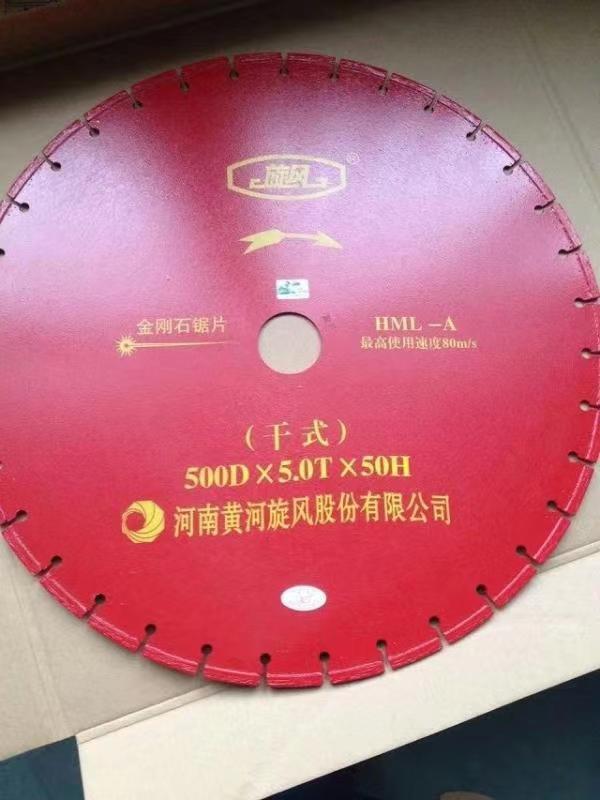 旋风®
金刚石锯片
HML -A
最高使用速度80m/s
(干式)
500D×5.0T×50H
河南黄河旋风股份有限公司